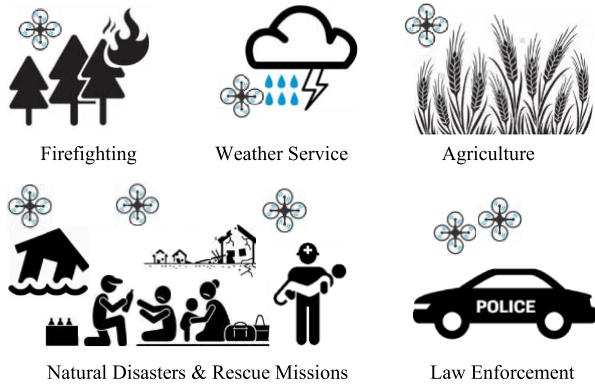 Firefighting
Weather Service
Agriculture
POLICE
Natural Disasters & Rescue Missions
Law Enforcement